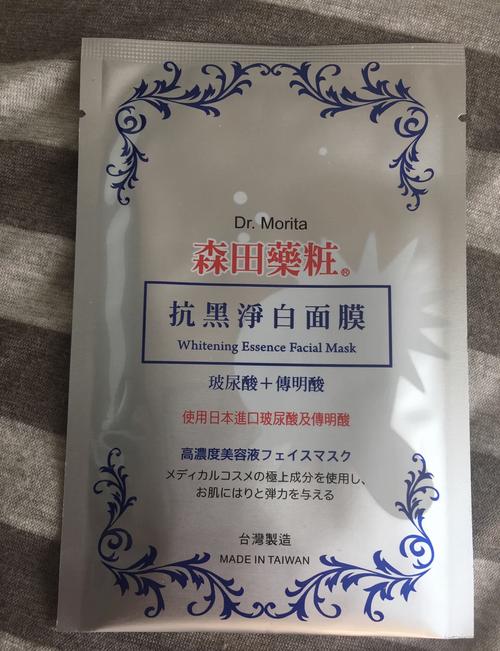 Dr. Morita
森田藥粧®
抗黑淨白面膜
Whitening Essence Facial Mask
玻尿酸＋傳明酸
使用日本進口玻尿酸及傳明酸
高濃度美容液フェイスマスク
メディカルコスメの極上成分を使用し、
お肌にはりと弾力を与える
台灣製造
MADE IN TAIWAN